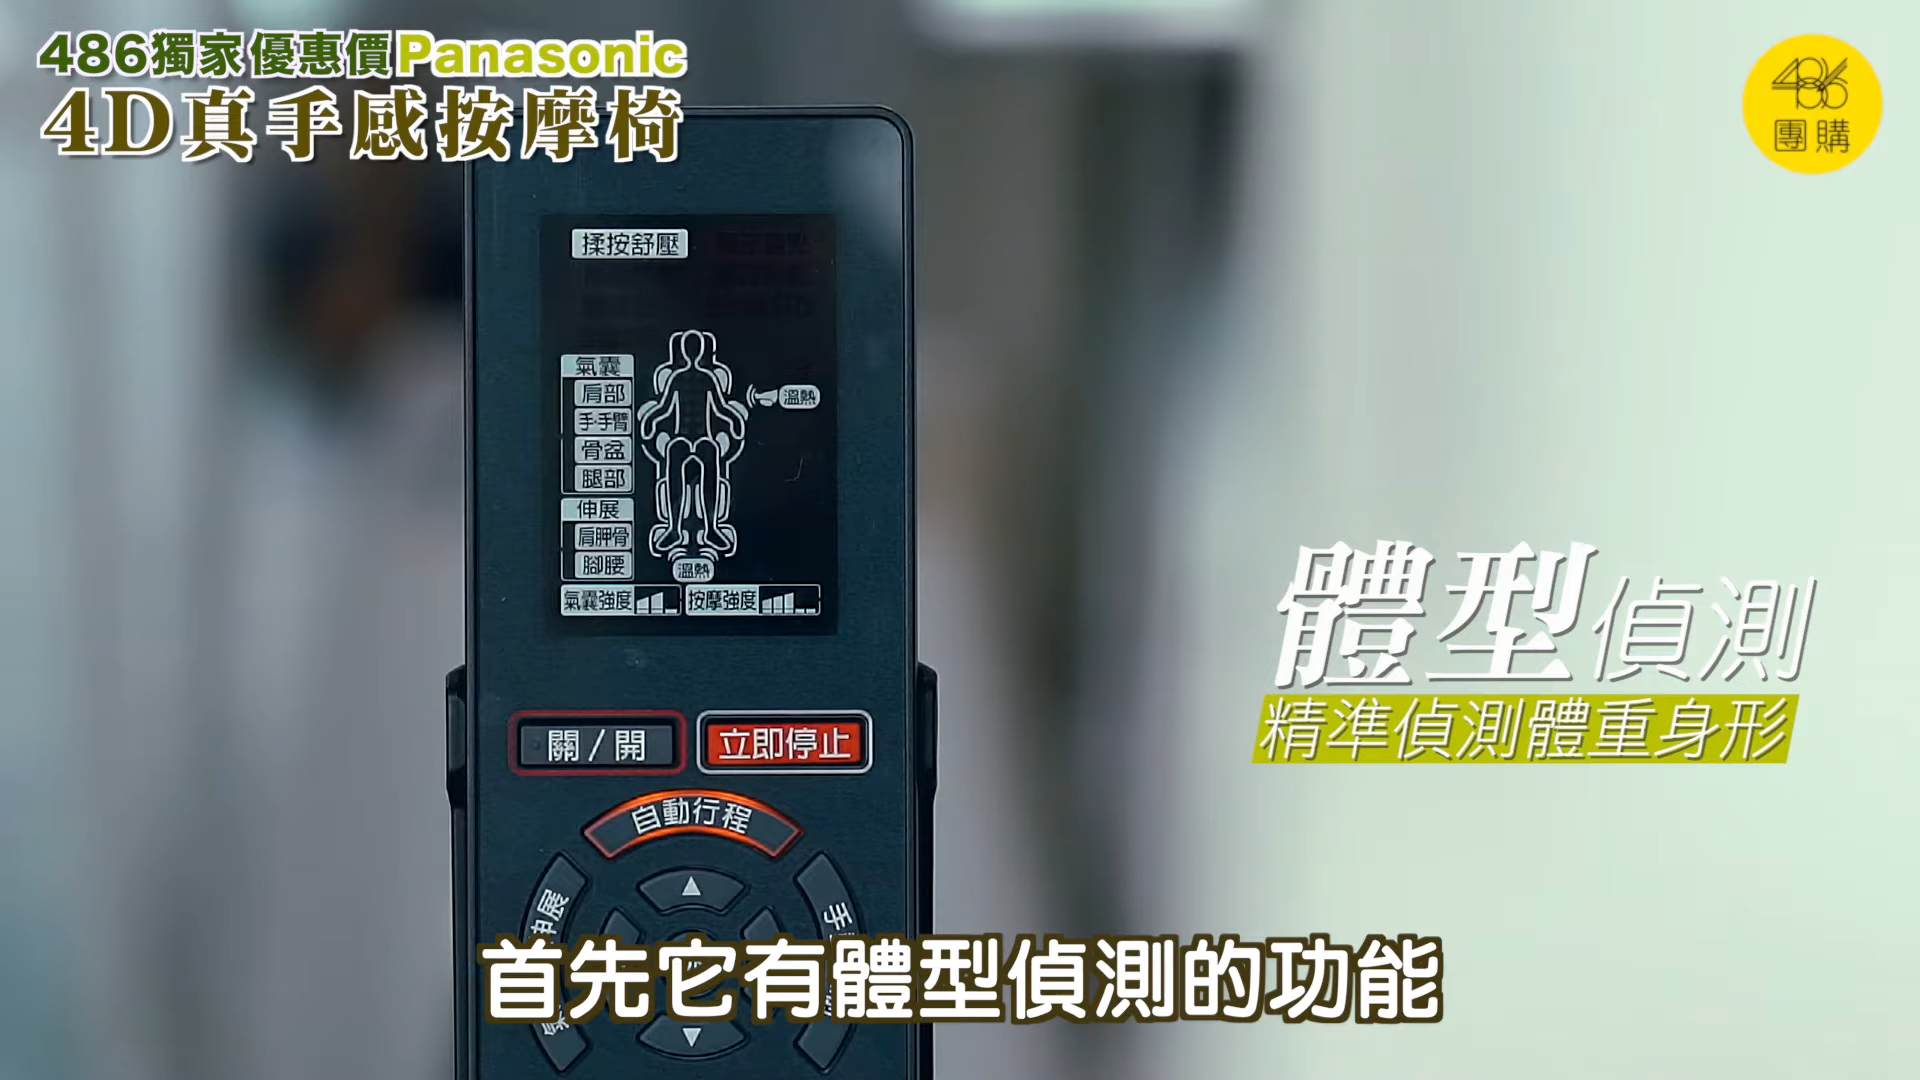 486獨家優惠價Panasonic
4D真手感按摩椅
486
團購
揉按舒壓
氣囊
肩部
手·手臂
骨盆
腿部
伸展
肩胛骨
腳腰
溫熱
溫熱
氣囊強度
按摩強度
體型偵測
精準偵測體重身形
關/開
立即停止
自動行程
伸展
手
首先它有體型偵測的功能